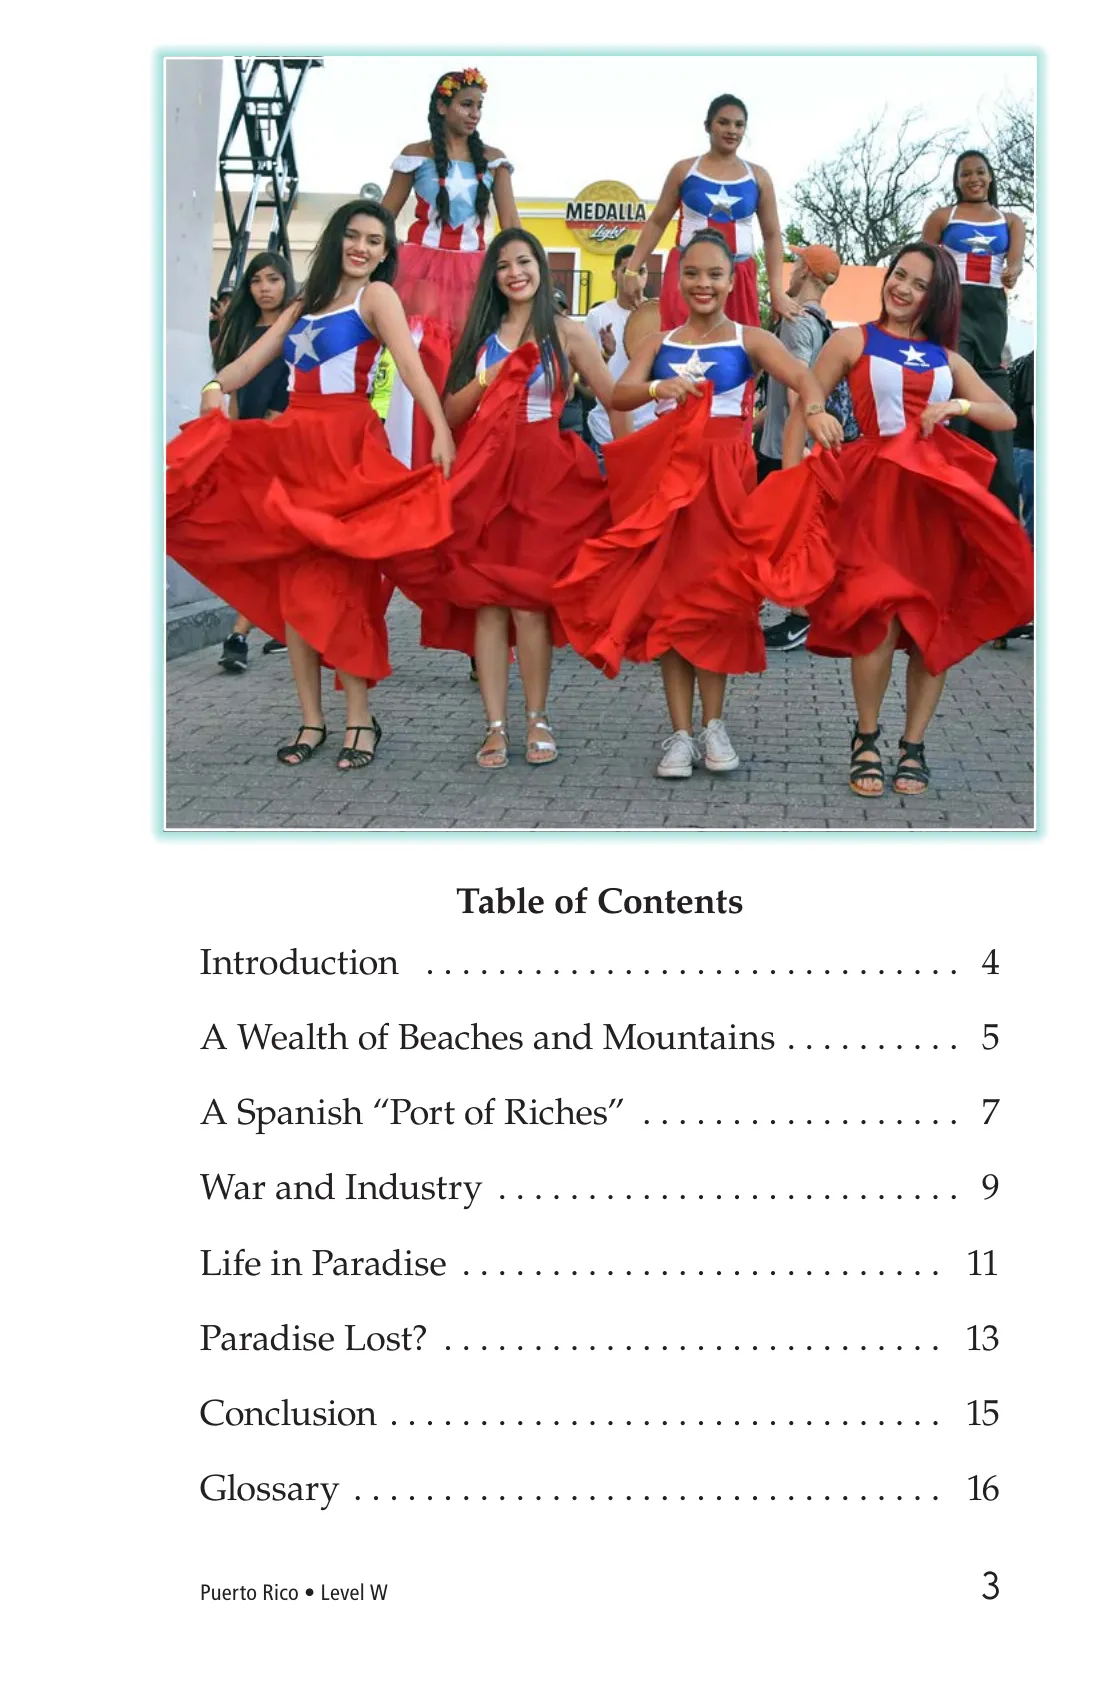 MEDALLA
Light
Table of Contents
Introduction . . . . . . . . . . . . . . . . . . . . . . . . . . . . . . 4
A Wealth of Beaches and Mountains . . . . . . . . . . 5
A Spanish “Port of Riches” . . . . . . . . . . . . . . . . . . 7
War and Industry . . . . . . . . . . . . . . . . . . . . . . . . . . 9
Life in Paradise . . . . . . . . . . . . . . . . . . . . . . . . . . . 11
Paradise Lost? . . . . . . . . . . . . . . . . . . . . . . . . . . . . 13
Conclusion . . . . . . . . . . . . . . . . . . . . . . . . . . . . . . . 15
Glossary . . . . . . . . . . . . . . . . . . . . . . . . . . . . . . . . . 16
Puerto Rico • Level W 3